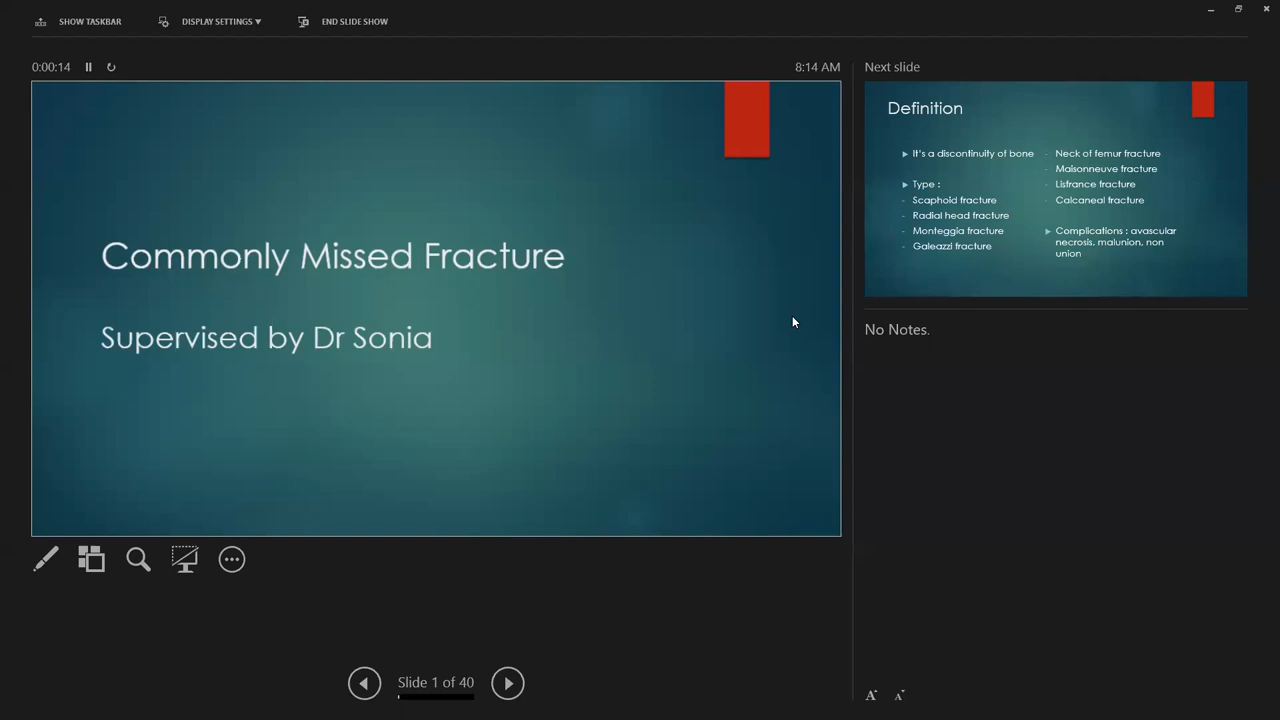 SHOW TASKBAR
DISPLAY SETTINGS ▼
END SLIDE SHOW
0:00:14
8:14 AM
Commonly Missed Fracture
Supervised by Dr Sonia
Slide 1 of 40
Next slide
Definition
It's a discontinuity of bone
Type :
- Scaphoid fracture
- Radial head fracture
- Monteggia fracture
- Galeazzi fracture
- Neck of femur fracture
- Maisonneuve fracture
- Lisfrance fracture
- Calcaneal fracture
Complications : avascular
necrosis, malunion, non
union
No Notes.
A A